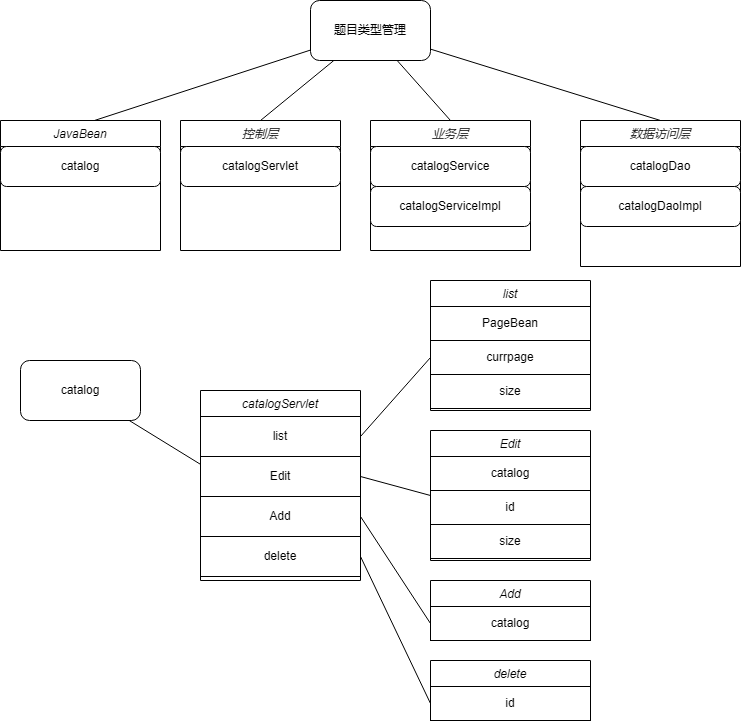 题目类型管理
JavaBean
控制层
业务层
数据访问层
catalog
catalogServlet
catalogService
catalogDao
catalogServiceImpl
catalogDaoImpl
list
PageBean
currpage
size
catalog
catalogServlet
list
Edit
Add
delete
Edit
catalog
id
size
Add
catalog
delete
id